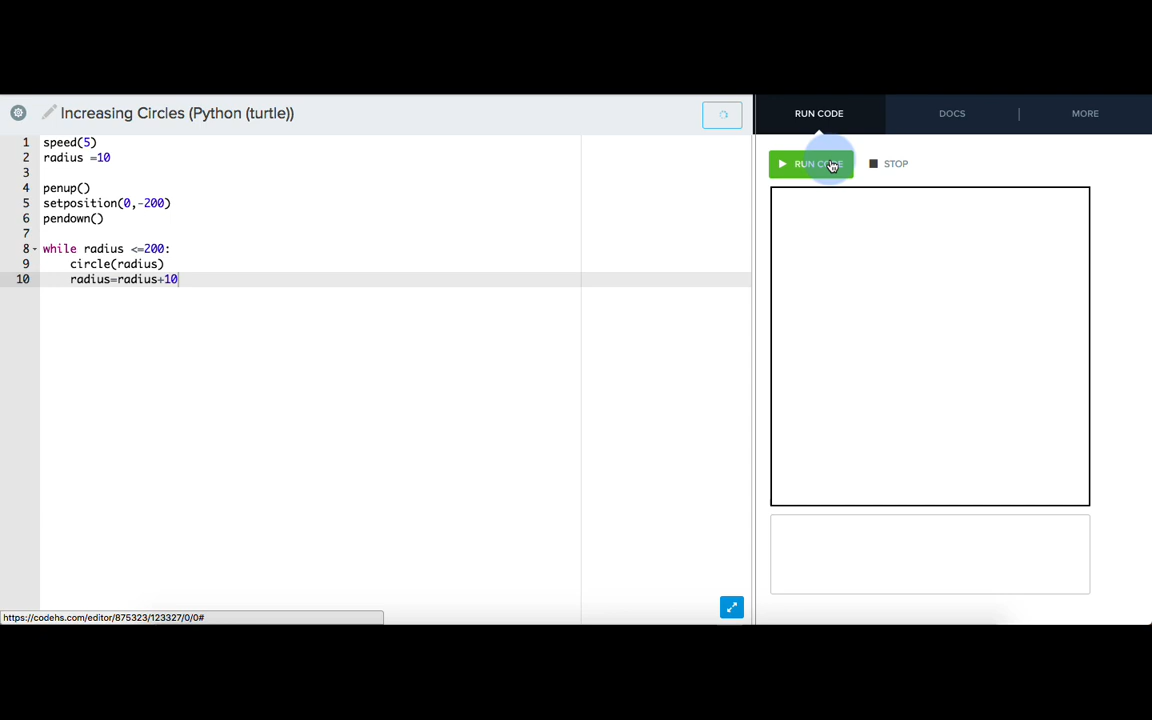 Increasing Circles (Python (turtle))
RUN CODE
DOCS
|
MORE
1 speed(5)
2 radius =10
3
4 penup()
5 setposition(0,-200)
6 pendown()
7
8 while radius <=200:
9 circle(radius)
10 radius=radius+10
RUN CODE
STOP
https://codehs.com/editor/875323/123327/0/0#